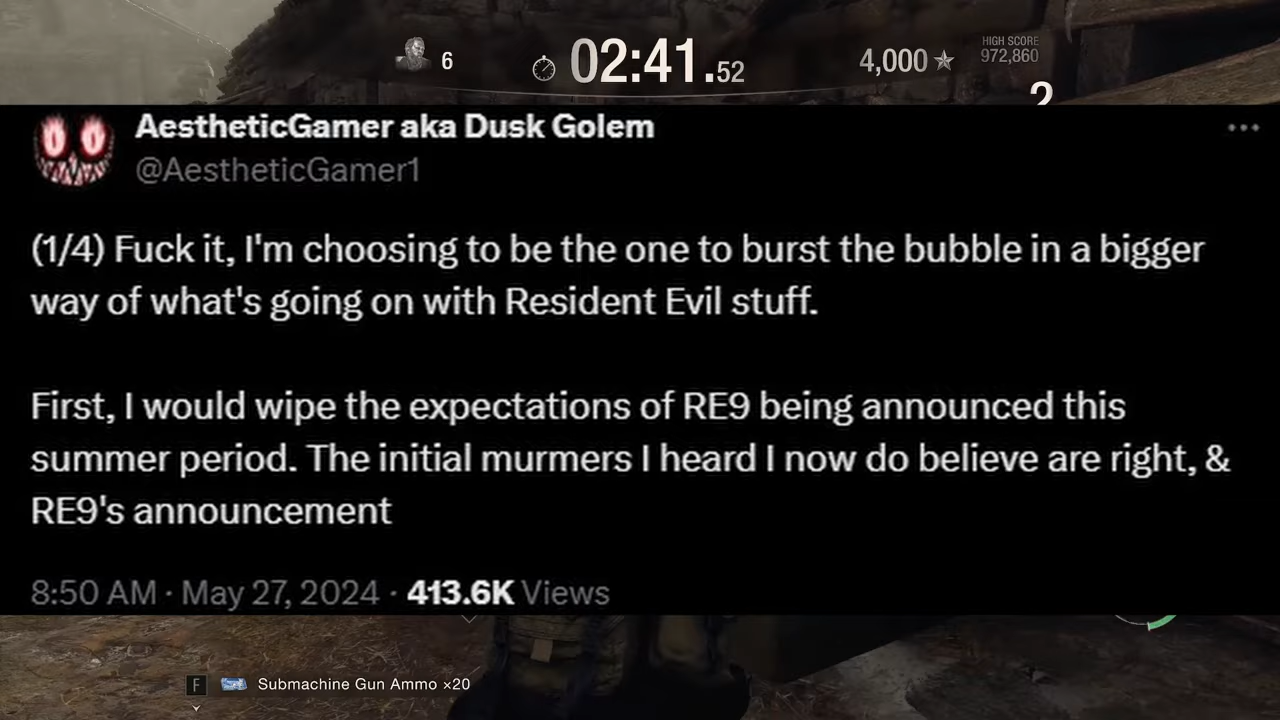 6
02:41.52
4,000
HIGH SCORE
972,860
2
AestheticGamer aka Dusk Golem
@AestheticGamer1
(1/4) Fuck it, I'm choosing to be the one to burst the bubble in a bigger
way of what's going on with Resident Evil stuff.
First, I would wipe the expectations of RE9 being announced this
summer period. The initial murmers I heard I now do believe are right, &
RE9's announcement
8:50 AM · May 27, 2024 · 413.6K Views
F Submachine Gun Ammo ×20